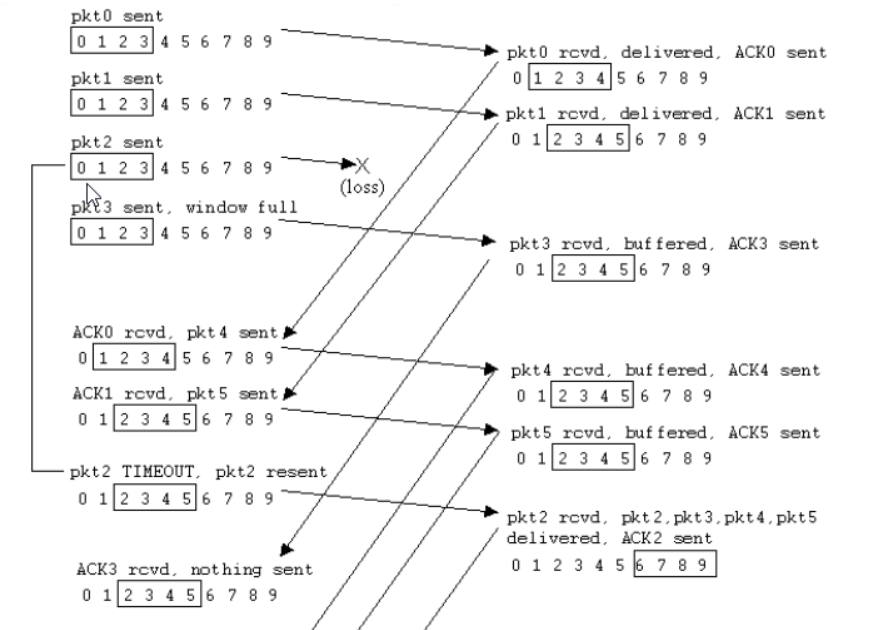 pkt0 sent
0 1 2 3 4 5 6 7 8 9
pkt0 rcvd, delivered, ACK0 sent
0 1 2 3 4 5 6 7 8 9
pkt1 sent
0 1 2 3 4 5 6 7 8 9
pkt1 rcvd, delivered, ACK1 sent
0 1 2 3 4 5 6 7 8 9
pkt2 sent
0 1 2 3 4 5 6 7 8 9
X
(loss)
pkt3 sent, window full
0 1 2 3 4 5 6 7 8 9
pkt3 rcvd, buffered, ACK3 sent
0 1 2 3 4 5 6 7 8 9
ACK0 rcvd, pkt4 sent
0 1 2 3 4 5 6 7 8 9
pkt4 rcvd, buffered, ACK4 sent
0 1 2 3 4 5 6 7 8 9
ACK1 rcvd, pkt5 sent
0 1 2 3 4 5 6 7 8 9
pkt5 rcvd, buffered, ACK5 sent
0 1 2 3 4 5 6 7 8 9
pkt2 TIMEOUT, pkt2 resent
0 1 2 3 4 5 6 7 8 9
pkt2 rcvd, pkt2,pkt3,pkt4,pkt5
delivered, ACK2 sent
0 1 2 3 4 5 6 7 8 9
ACK3 rcvd, nothing sent
0 1 2 3 4 5 6 7 8 9